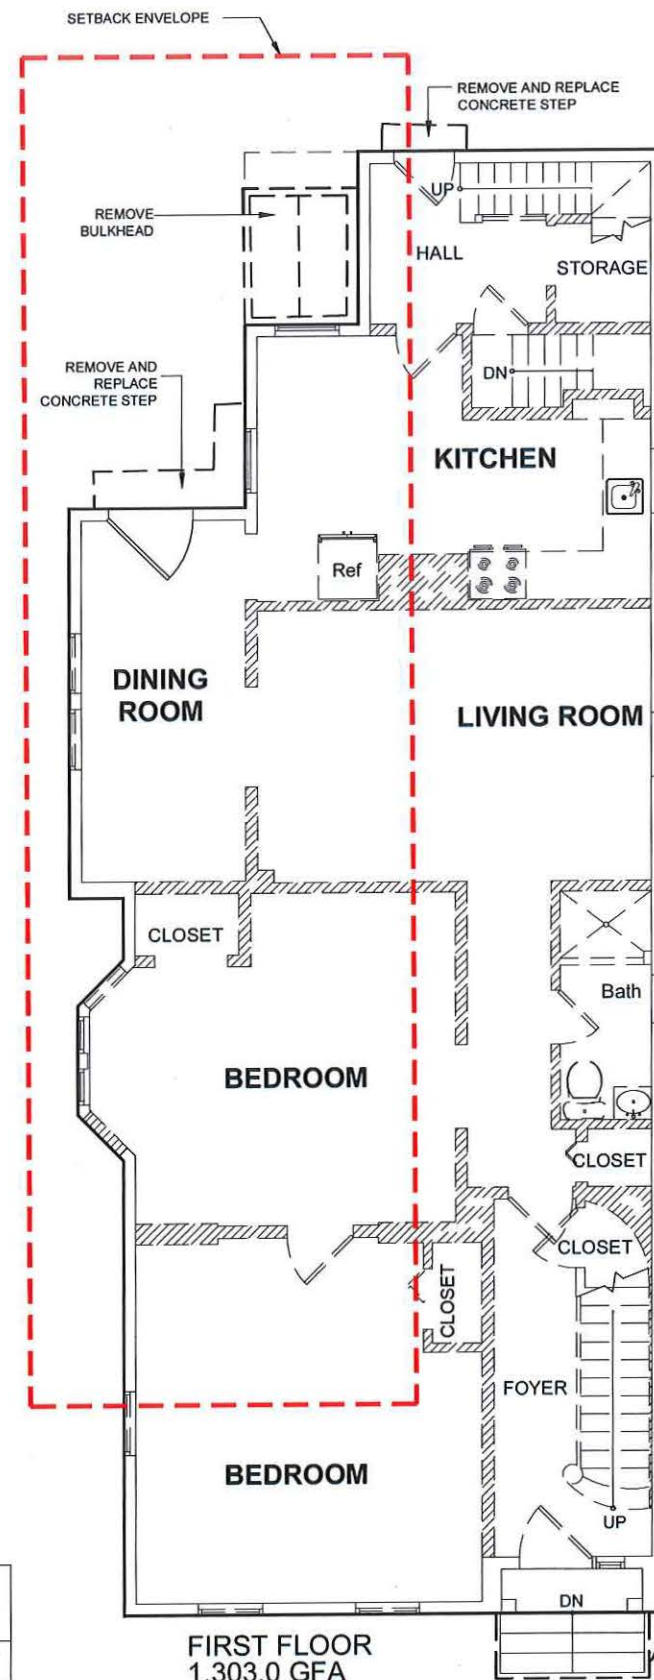 SETBACK ENVELOPE
REMOVE AND REPLACE
CONCRETE STEP
UP
REMOVE
BULKHEAD
HALL
STORAGE
REMOVE AND
REPLACE
CONCRETE STEP
DN
KITCHEN
Ref
DINING
ROOM
LIVING ROOM
CLOSET
Bath
BEDROOM
CLOSET
CLOSET
CLOSET
FOYER
BEDROOM
UP
DN
FIRST FLOOR
1,303.0 GFA